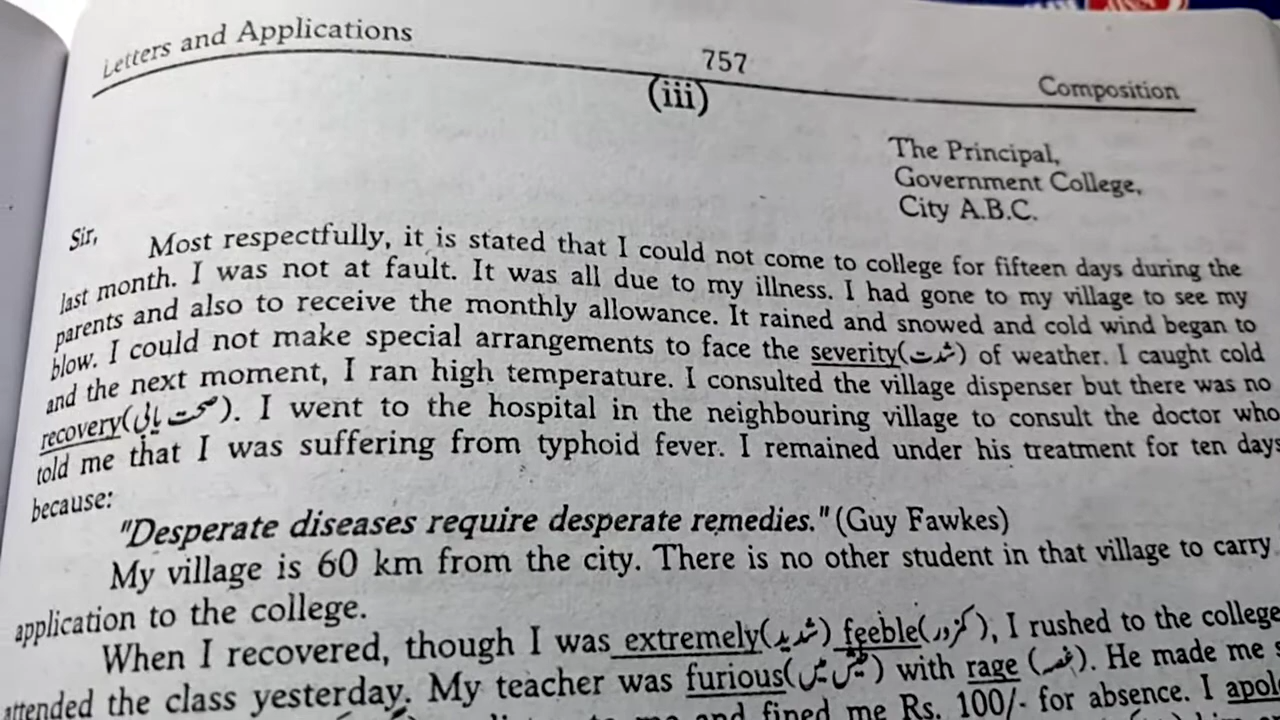 Letters and Applications
757
Composition
(iii)
The Principal,
Government College,
City A.B.C.
Sir,
Most respectfully, it is stated that I could not come to college for fifteen days during the
last month. I was not at fault. It was all due to my illness. I had gone to my village to see my
parents and also to receive the monthly allowance. It rained and snowed and cold wind began to
blow. I could not make special arrangements to face the severity(شدت) of weather. I caught cold
and the next moment, I ran high temperature. I consulted the village dispenser but there was no
recovery(صحت یابی). I went to the hospital in the neighbouring village to consult the doctor who
told me that I was suffering from typhoid fever. I remained under his treatment for ten days
because:
"Desperate diseases require desperate remedies." (Guy Fawkes)
My village is 60 km from the city. There is no other student in that village to carry
application to the college.
When I recovered, though I was extremely(شدید) feeble(کمزور), I rushed to the college
attended the class yesterday. My teacher was furious( ) with rage (غصہ). He made me
me and fined me Rs. 100/- for absence. I